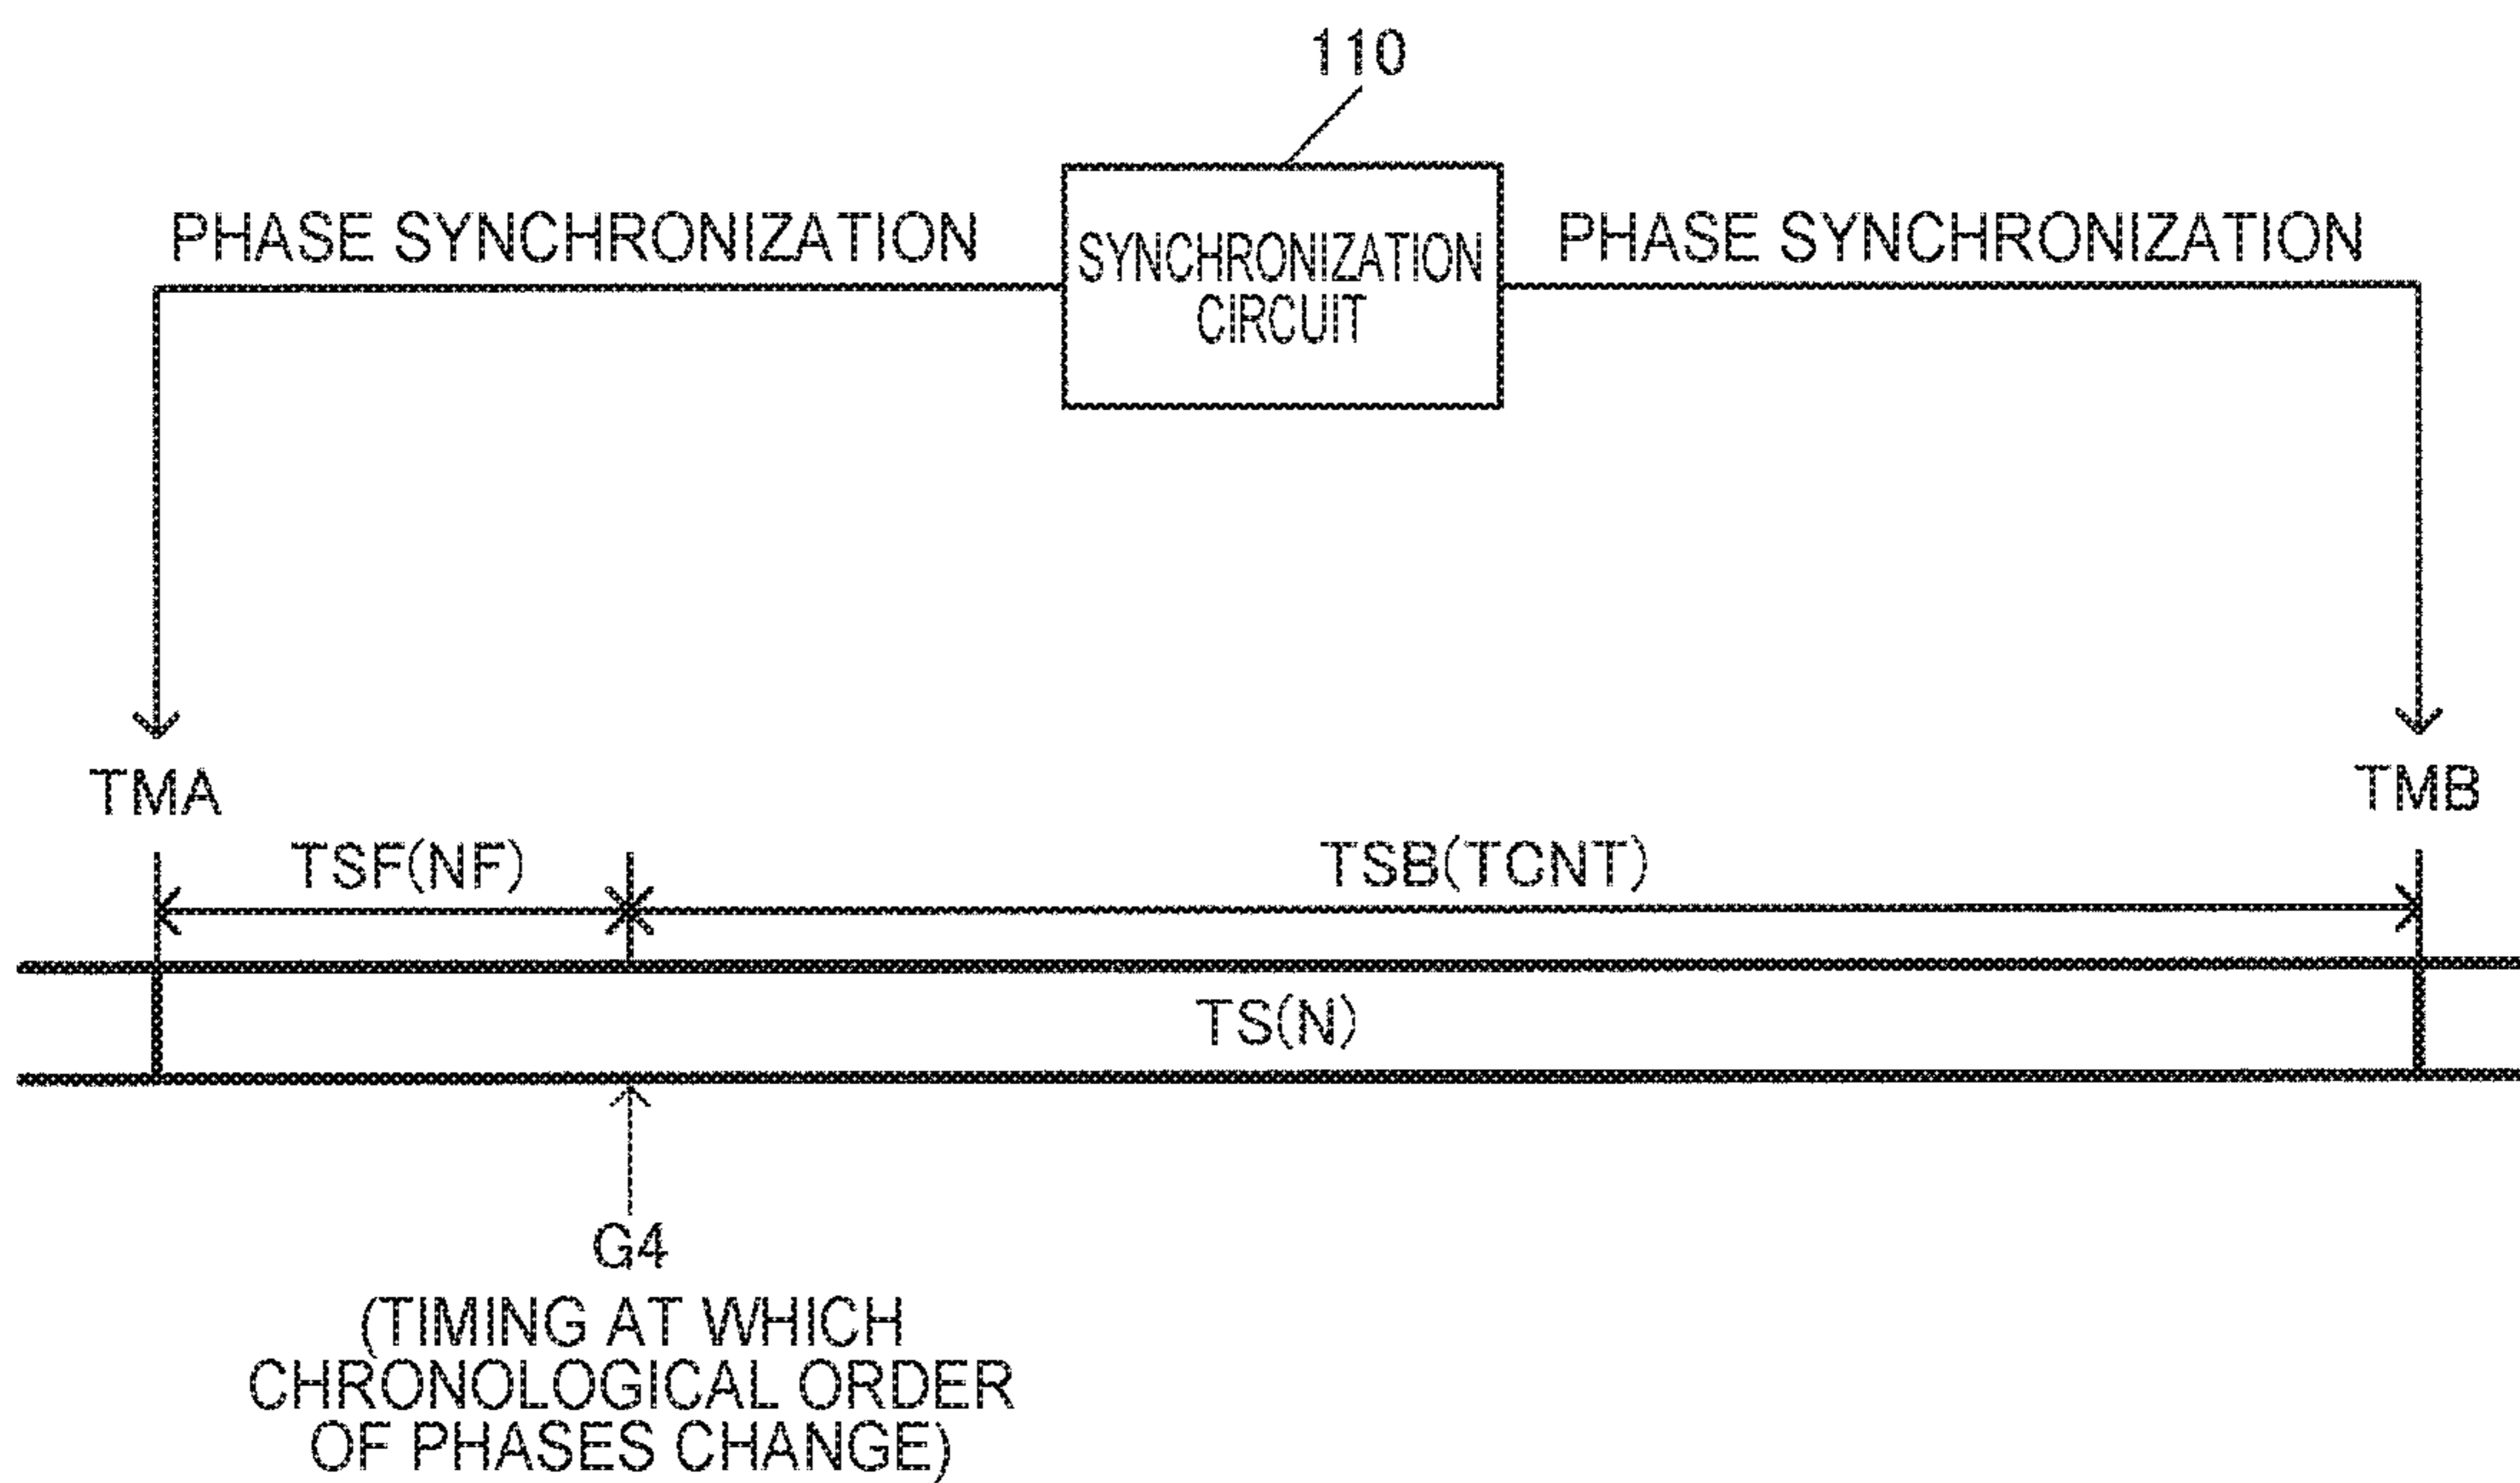 110
PHASE SYNCHRONIZATION
SYNCHRONIZATION
CIRCUIT
PHASE SYNCHRONIZATION
TMA
TMB
TSF(NF)
TSB(TCNT)
TS(N)
G4
(TIMING AT WHICH
CHRONOLOGICAL ORDER
OF PHASES CHANGE)